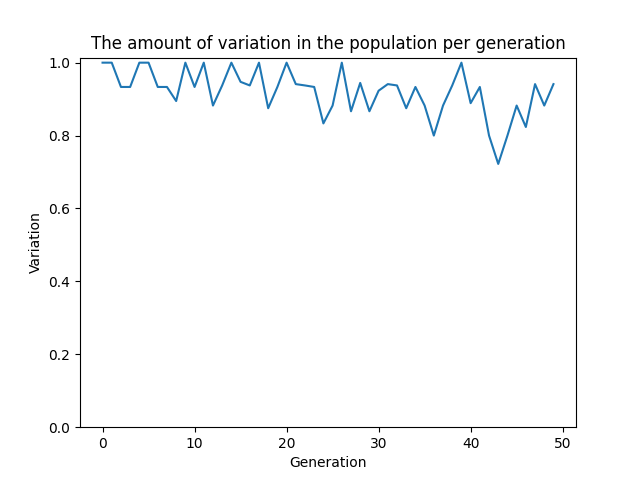 The amount of variation in the population per generation
1.0
0.8
0.6
0.4
0.2
0.0
Variation
0 10 20 30 40 50
Generation